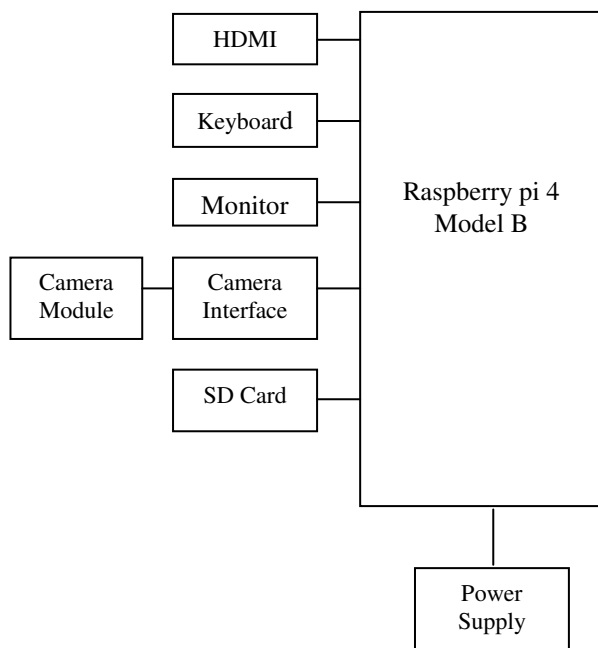 HDMI
Keyboard
Monitor
Raspberry pi 4
Model B
Camera
Module
Camera
Interface
SD Card
Power
Supply